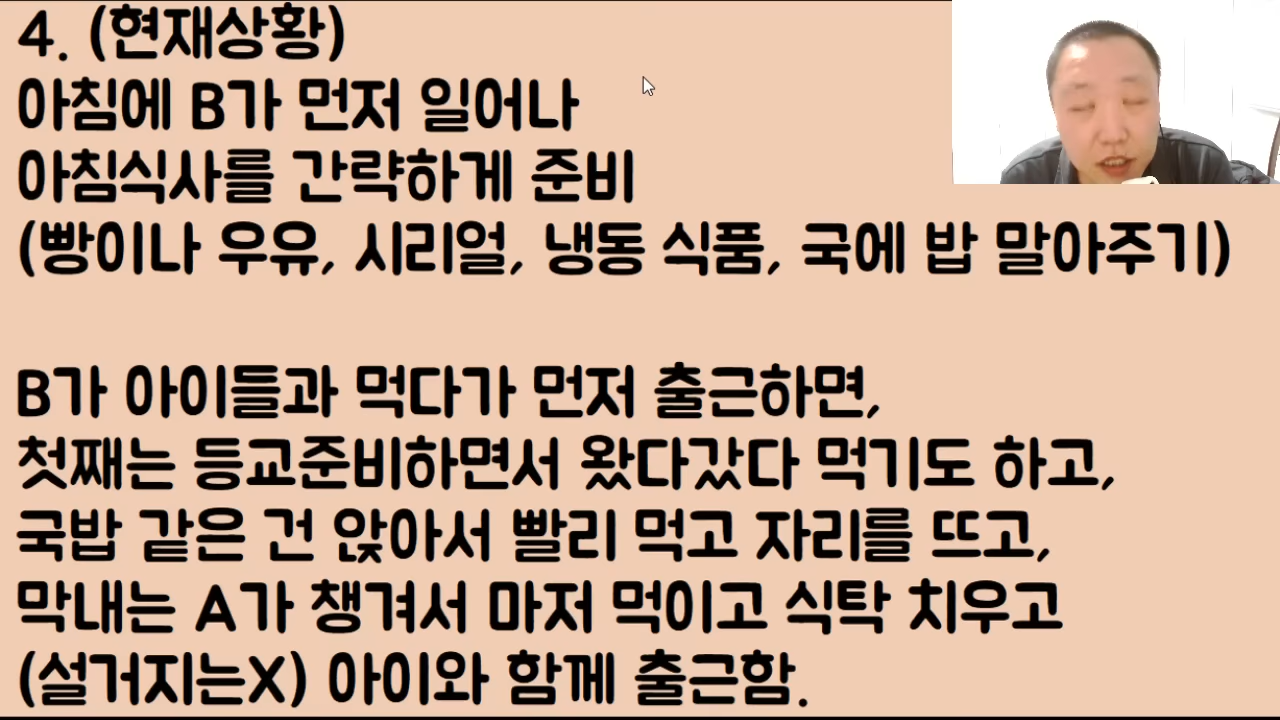 4. (현재상황)
아침에 B가 먼저 일어나
아침식사를 간략하게 준비
(빵이나 우유, 시리얼, 냉동 식품, 국에 밥 말아주기)
B가 아이들과 먹다가 먼저 출근하면,
첫째는 등교준비하면서 왔다갔다 먹기도 하고,
국밥 같은 건 앉아서 빨리 먹고 자리를 뜨고,
막내는 A가 챙겨서 마저 먹이고 식탁 치우고
(설거지는X) 아이와 함께 출근함.